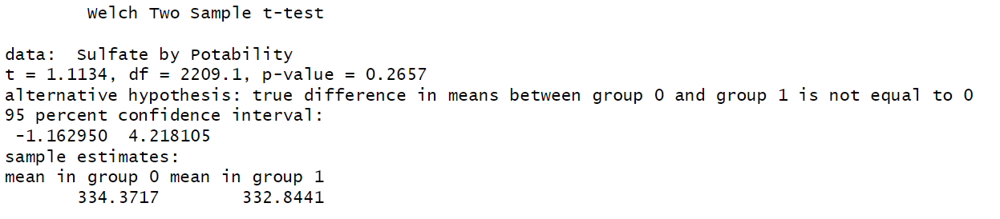 Welch Two Sample t-test
data:  Sulfate by Potability
t = 1.1134, df = 2209.1, p-value = 0.2657
alternative hypothesis: true difference in means between group 0 and group 1 is not equal to 0
95 percent confidence interval:
-1.162950  4.218105
sample estimates:
mean in group 0 mean in group 1
334.3717        332.8441